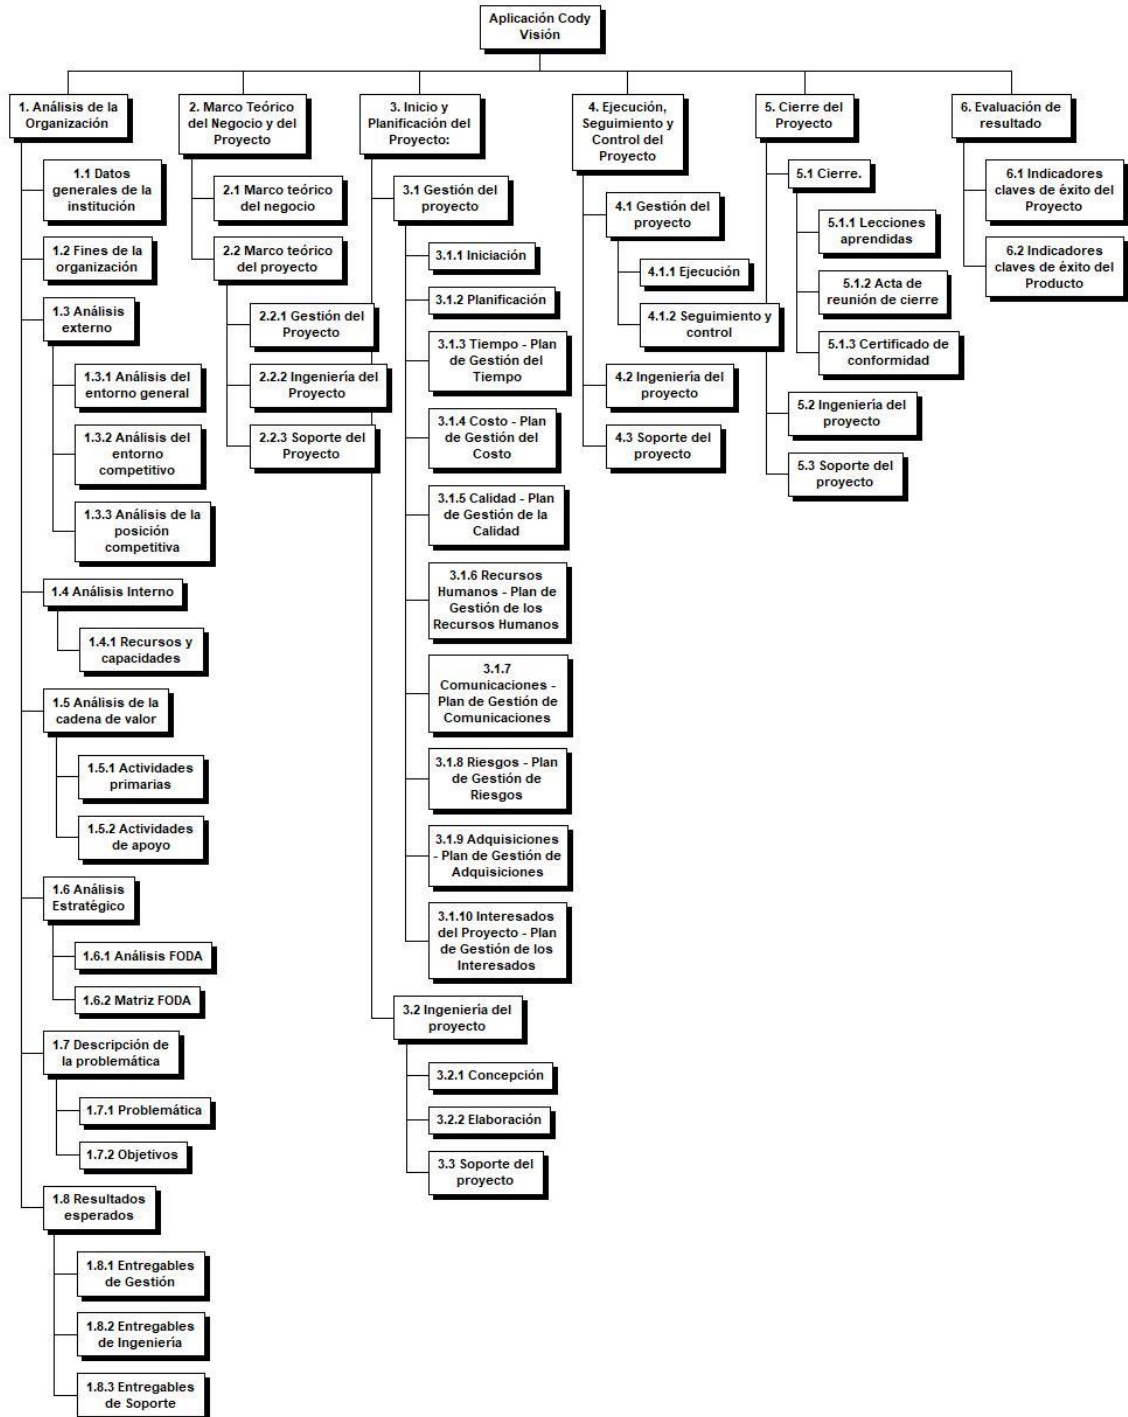 Aplicación Cody
Visión
1. Análisis de la
Organización
1.1 Datos
generales de la
institución
1.2 Fines de la
organización
1.3 Análisis
externo
1.3.1 Análisis del
entorno general
1.3.2 Análisis del
entorno
competitivo
1.3.3 Análisis de la
posición
competitiva
1.4 Análisis Interno
1.4.1 Recursos y
capacidades
1.5 Análisis de la
cadena de valor
1.5.1 Actividades
primarias
1.5.2 Actividades
de apoyo
1.6 Análisis
Estratégico
1.6.1 Análisis FODA
1.6.2 Matriz FODA
1.7 Descripción de
la problemática
1.7.1 Problemática
1.7.2 Objetivos
1.8 Resultados
esperados
1.8.1 Entregables
de Gestión
1.8.2 Entregables
de Ingeniería
1.8.3 Entregables
de Soporte
2. Marco Teórico
del Negocio y del
Proyecto
2.1 Marco teórico
del negocio
2.2 Marco teórico
del proyecto
2.2.1 Gestión del
Proyecto
2.2.2 Ingeniería del
Proyecto
2.2.3 Soporte del
Proyecto
3. Inicio y
Planificación del
Proyecto:
3.1 Gestión del
proyecto
3.1.1 Iniciación
3.1.2 Planificación
3.1.3 Tiempo - Plan
de Gestión del
Tiempo
3.1.4 Costo - Plan
de Gestión del
Costo
3.1.5 Calidad - Plan
de Gestión de la
Calidad
3.1.6 Recursos
Humanos - Plan de
Gestión de los
Recursos Humanos
3.1.7
Comunicaciones -
Plan de Gestión de
Comunicaciones
3.1.8 Riesgos - Plan
de Gestión de
Riesgos
3.1.9 Adquisiciones
- Plan de Gestión de
Adquisiciones
3.1.10 Interesados
del Proyecto - Plan
de Gestión de los
Interesados
3.2 Ingeniería del
proyecto
3.2.1 Concepción
3.2.2 Elaboración
3.3 Soporte del
proyecto
4. Ejecución,
Seguimiento y
Control del
Proyecto
4.1 Gestión del
proyecto
4.1.1 Ejecución
4.1.2 Seguimiento y
control
4.2 Ingeniería del
proyecto
4.3 Soporte del
proyecto
5. Cierre del
Proyecto
5.1 Cierre.
5.1.1 Lecciones
aprendidas
5.1.2 Acta de
reunión de cierre
5.1.3 Certificado de
conformidad
5.2 Ingeniería del
proyecto
5.3 Soporte del
proyecto
6. Evaluación de
resultado
6.1 Indicadores
claves de éxito del
Proyecto
6.2 Indicadores
claves de éxito del
Producto